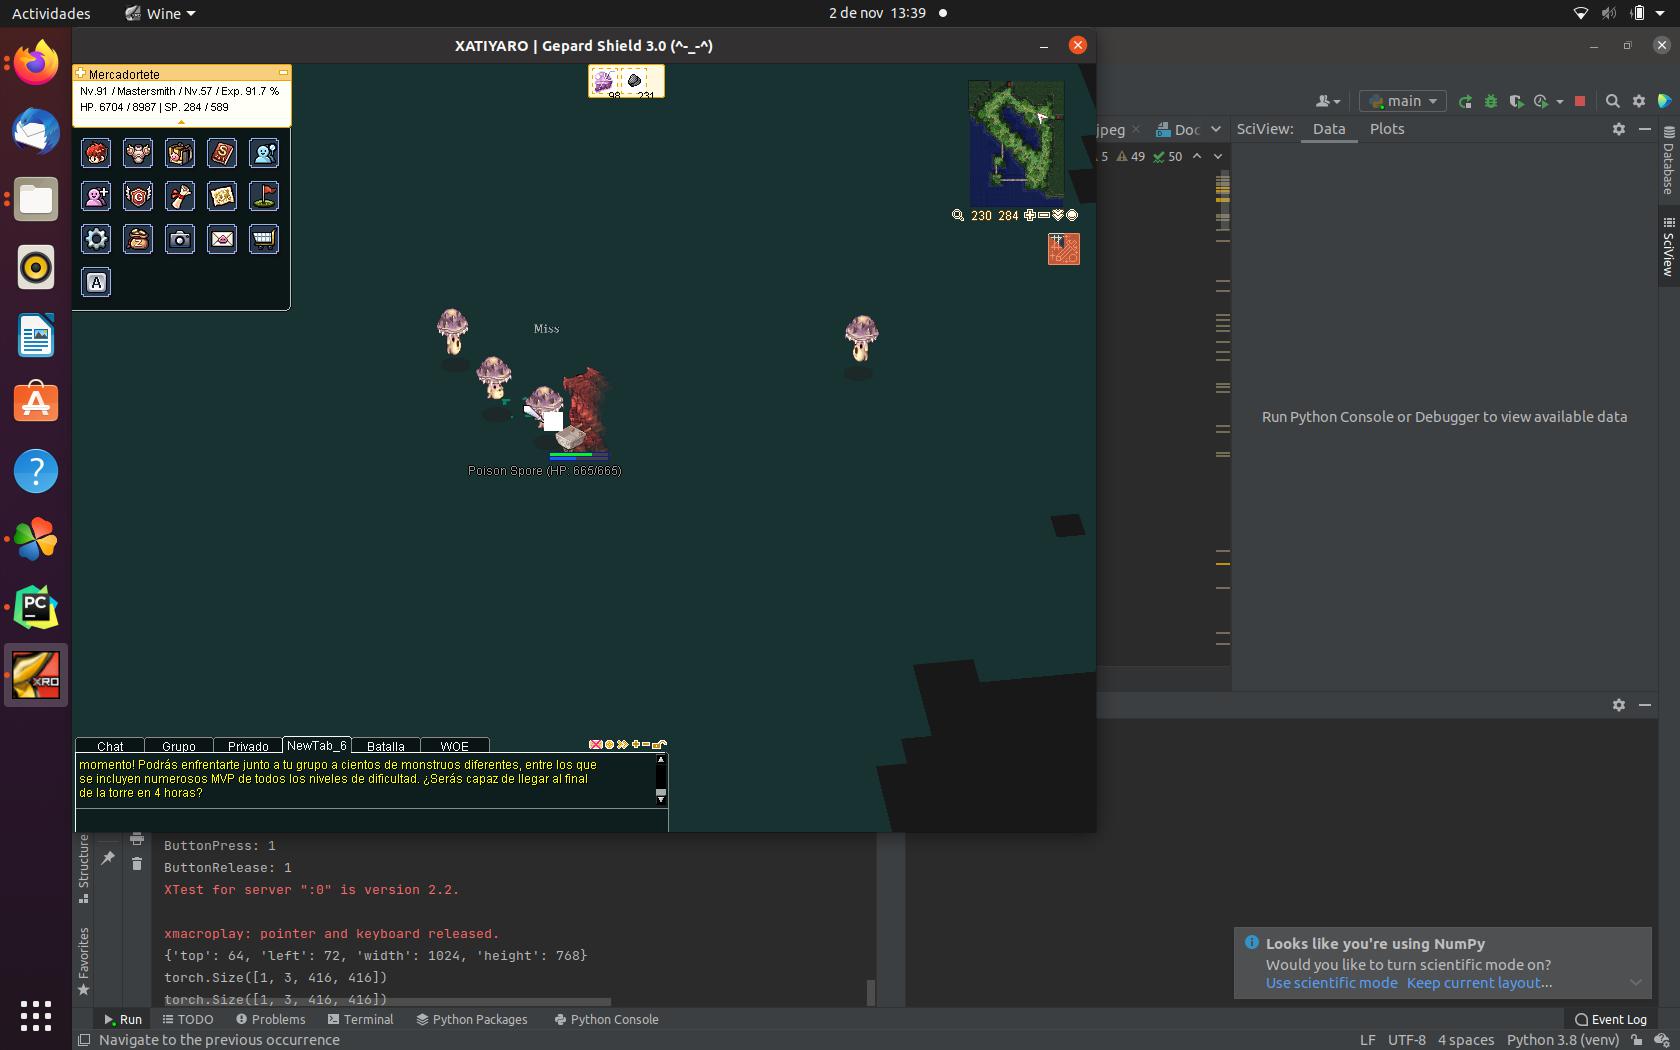 Actividades
Wine
2 de nov 13:39
XATIYARO | Gepard Shield 3.0 (^-_-^)
Mercadortete
Nv.91 / Mastersmith / Nv.57 / Exp. 91.7 %
HP. 6704 / 8987 | SP. 284 / 589
98
231
230 284
A
Miss
Poison Spore (HP: 665/665)
main
jpeg
Doc
SciView:
Data
Plots
5
49
50
Database
SciView
Run Python Console or Debugger to view available data
PC
XRO
Chat
Grupo
Privado
NewTab_6
Batalla
WOE
momento! Podrás enfrentarte junto a tu grupo a cientos de monstruos diferentes, entre los que
se incluyen numerosos MVP de todos los niveles de dificultad. ¿Serás capaz de llegar al final
de la torre en 4 horas?
Structure
Favorites
ButtonPress: 1
ButtonRelease: 1
XTest for server ":0" is version 2.2.
xmacroplay: pointer and keyboard released.
{'top': 64, 'left': 72, 'width': 1024, 'height': 768}
torch.Size([1, 3, 416, 416])
torch.Size([1, 3, 416, 416])
Looks like you're using NumPy
Would you like to turn scientific mode on?
Use scientific mode
Keep current layout...
Run
TODO
Problems
Terminal
Python Packages
Python Console
Event Log
Navigate to the previous occurrence
LF
UTF-8
4 spaces
Python 3.8 (venv)